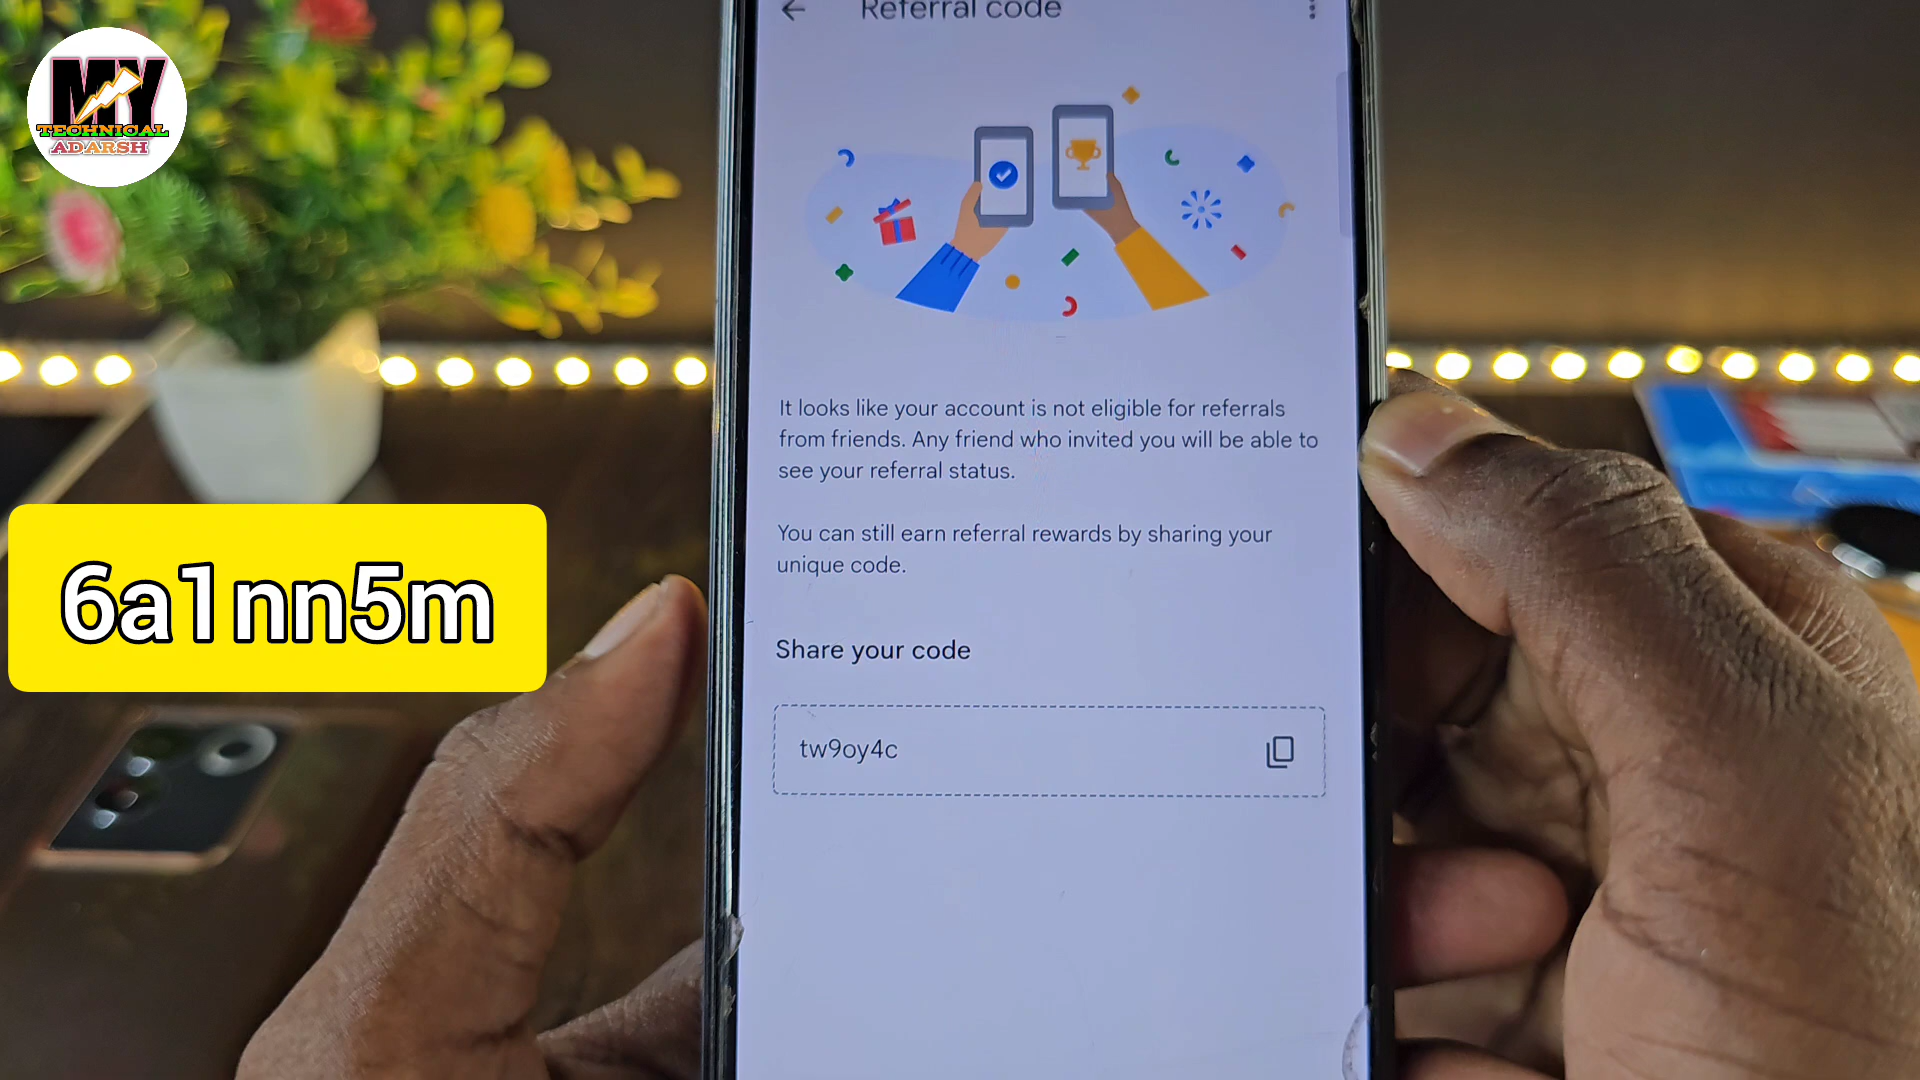 MY
TECHNICAL
ADARSH
Referral code
It looks like your account is not eligible for referrals
from friends. Any friend who invited you will be able to
see your referral status.
You can still earn referral rewards by sharing your
unique code.
6a1nn5m
Share your code
tw9oy4c